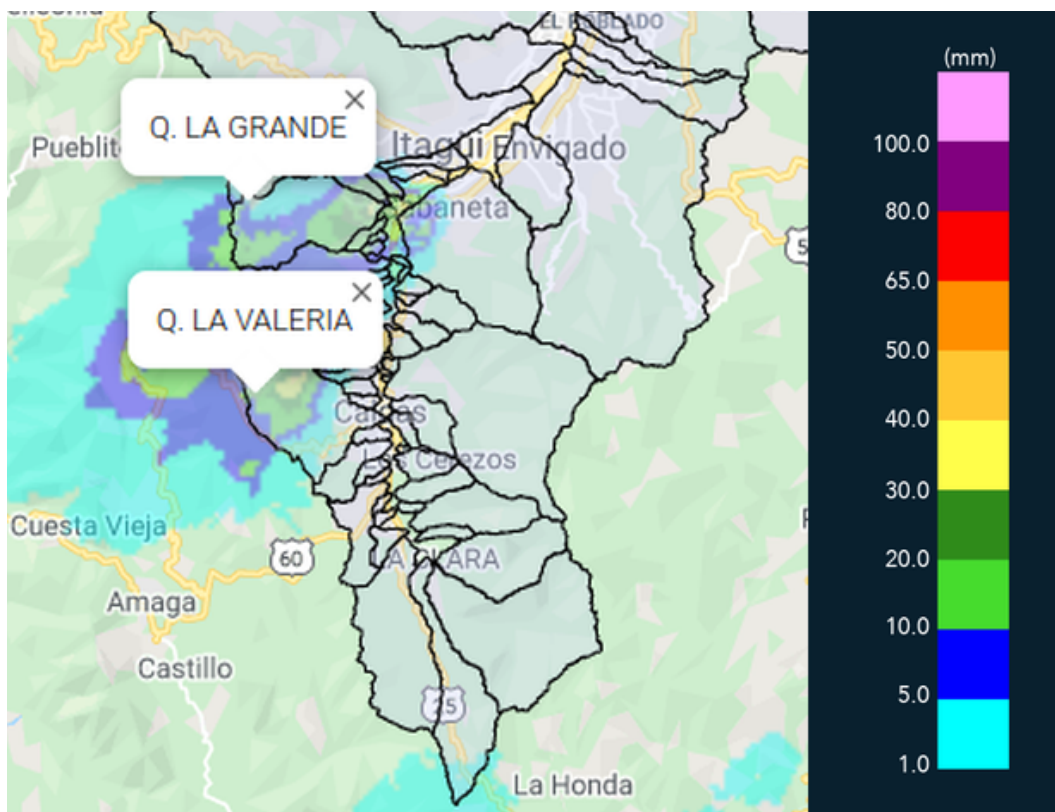 EL POBLADO
Q. LA GRANDE
Itagüí
Envigado
Q. LA VALERIA
Caldas
Los Cerezos
Cuesta Vieja
60
LA CLARA
Amaga
Castillo
25
La Honda
(mm)
100.0
80.0
65.0
50.0
40.0
30.0
20.0
10.0
5.0
1.0